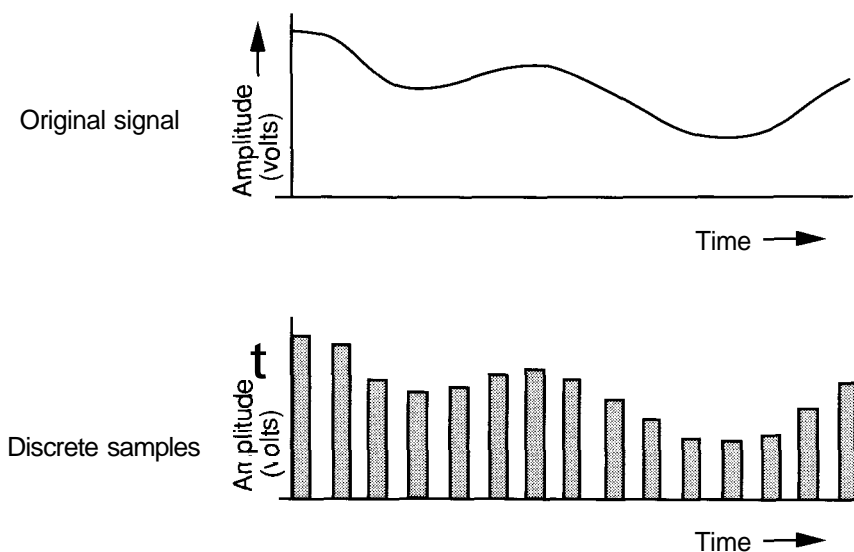 Original signal
Amplitude
(volts)
Time
t
Discrete samples
Amplitude
(volts)
Time